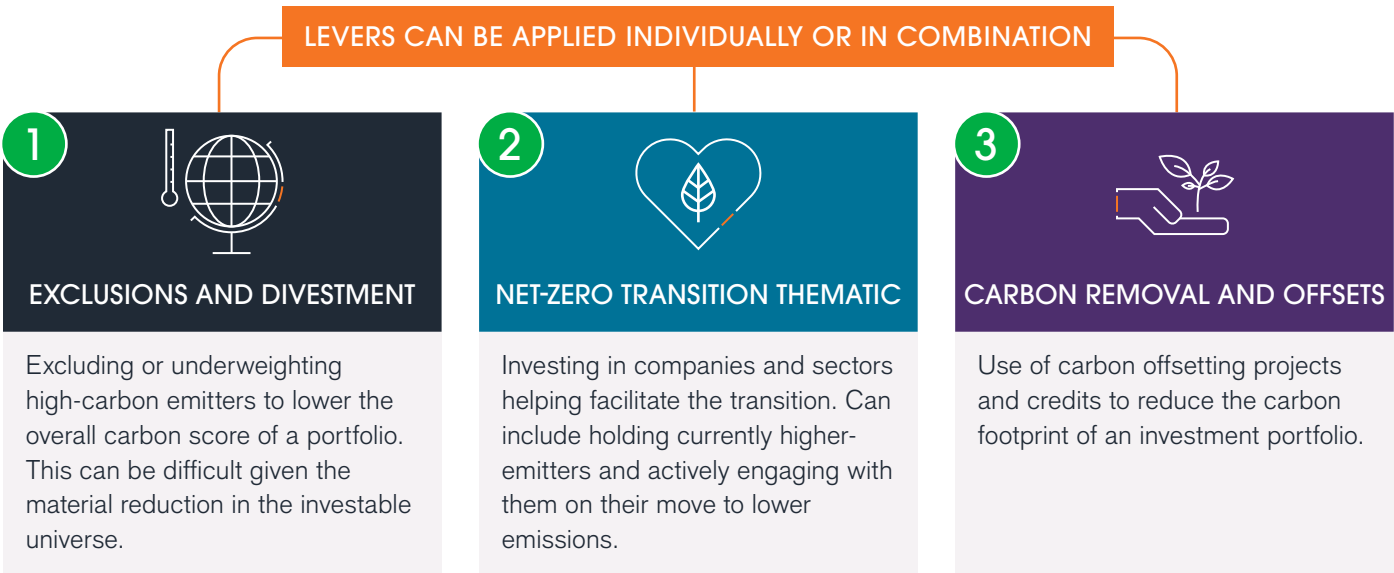 LEVERS CAN BE APPLIED INDIVIDUALLY OR IN COMBINATION
1
EXCLUSIONS AND DIVESTMENT
Excluding or underweighting
high-carbon emitters to lower the
overall carbon score of a portfolio.
This can be difficult given the
material reduction in the investable
universe.
2
NET-ZERO TRANSITION THEMATIC
Investing in companies and sectors
helping facilitate the transition. Can
include holding currently higher-
emitters and actively engaging with
them on their move to lower
emissions.
3
CARBON REMOVAL AND OFFSETS
Use of carbon offsetting projects
and credits to reduce the carbon
footprint of an investment portfolio.